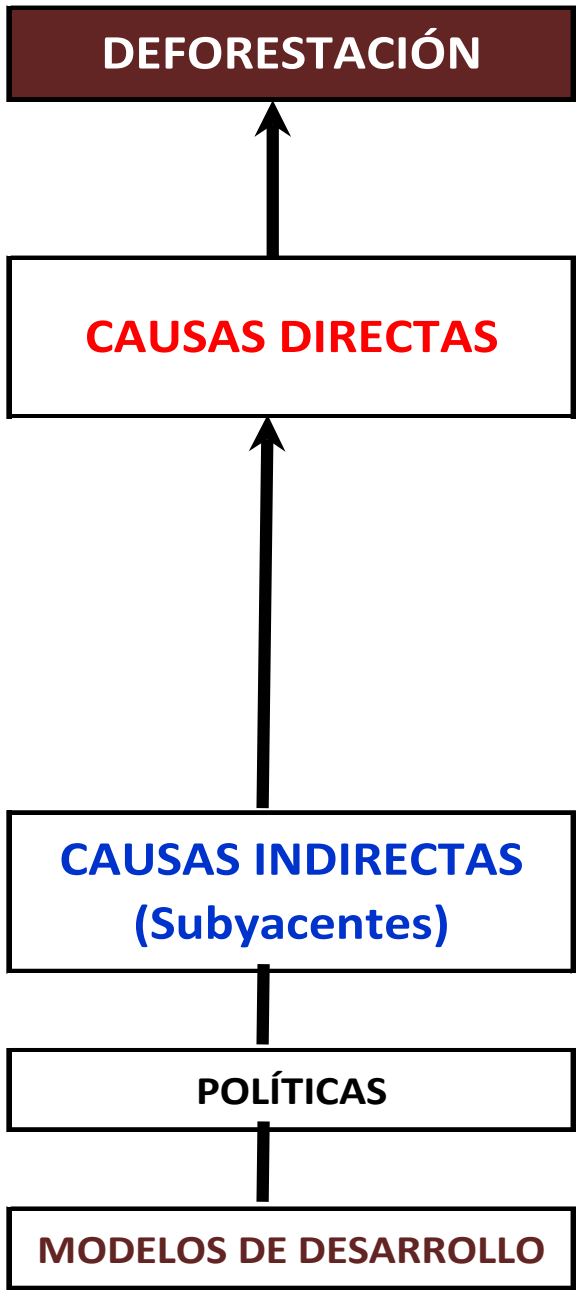 DEFORESTACIÓN
CAUSAS DIRECTAS
CAUSAS INDIRECTAS
(Subyacentes)
POLÍTICAS
MODELOS DE DESARROLLO